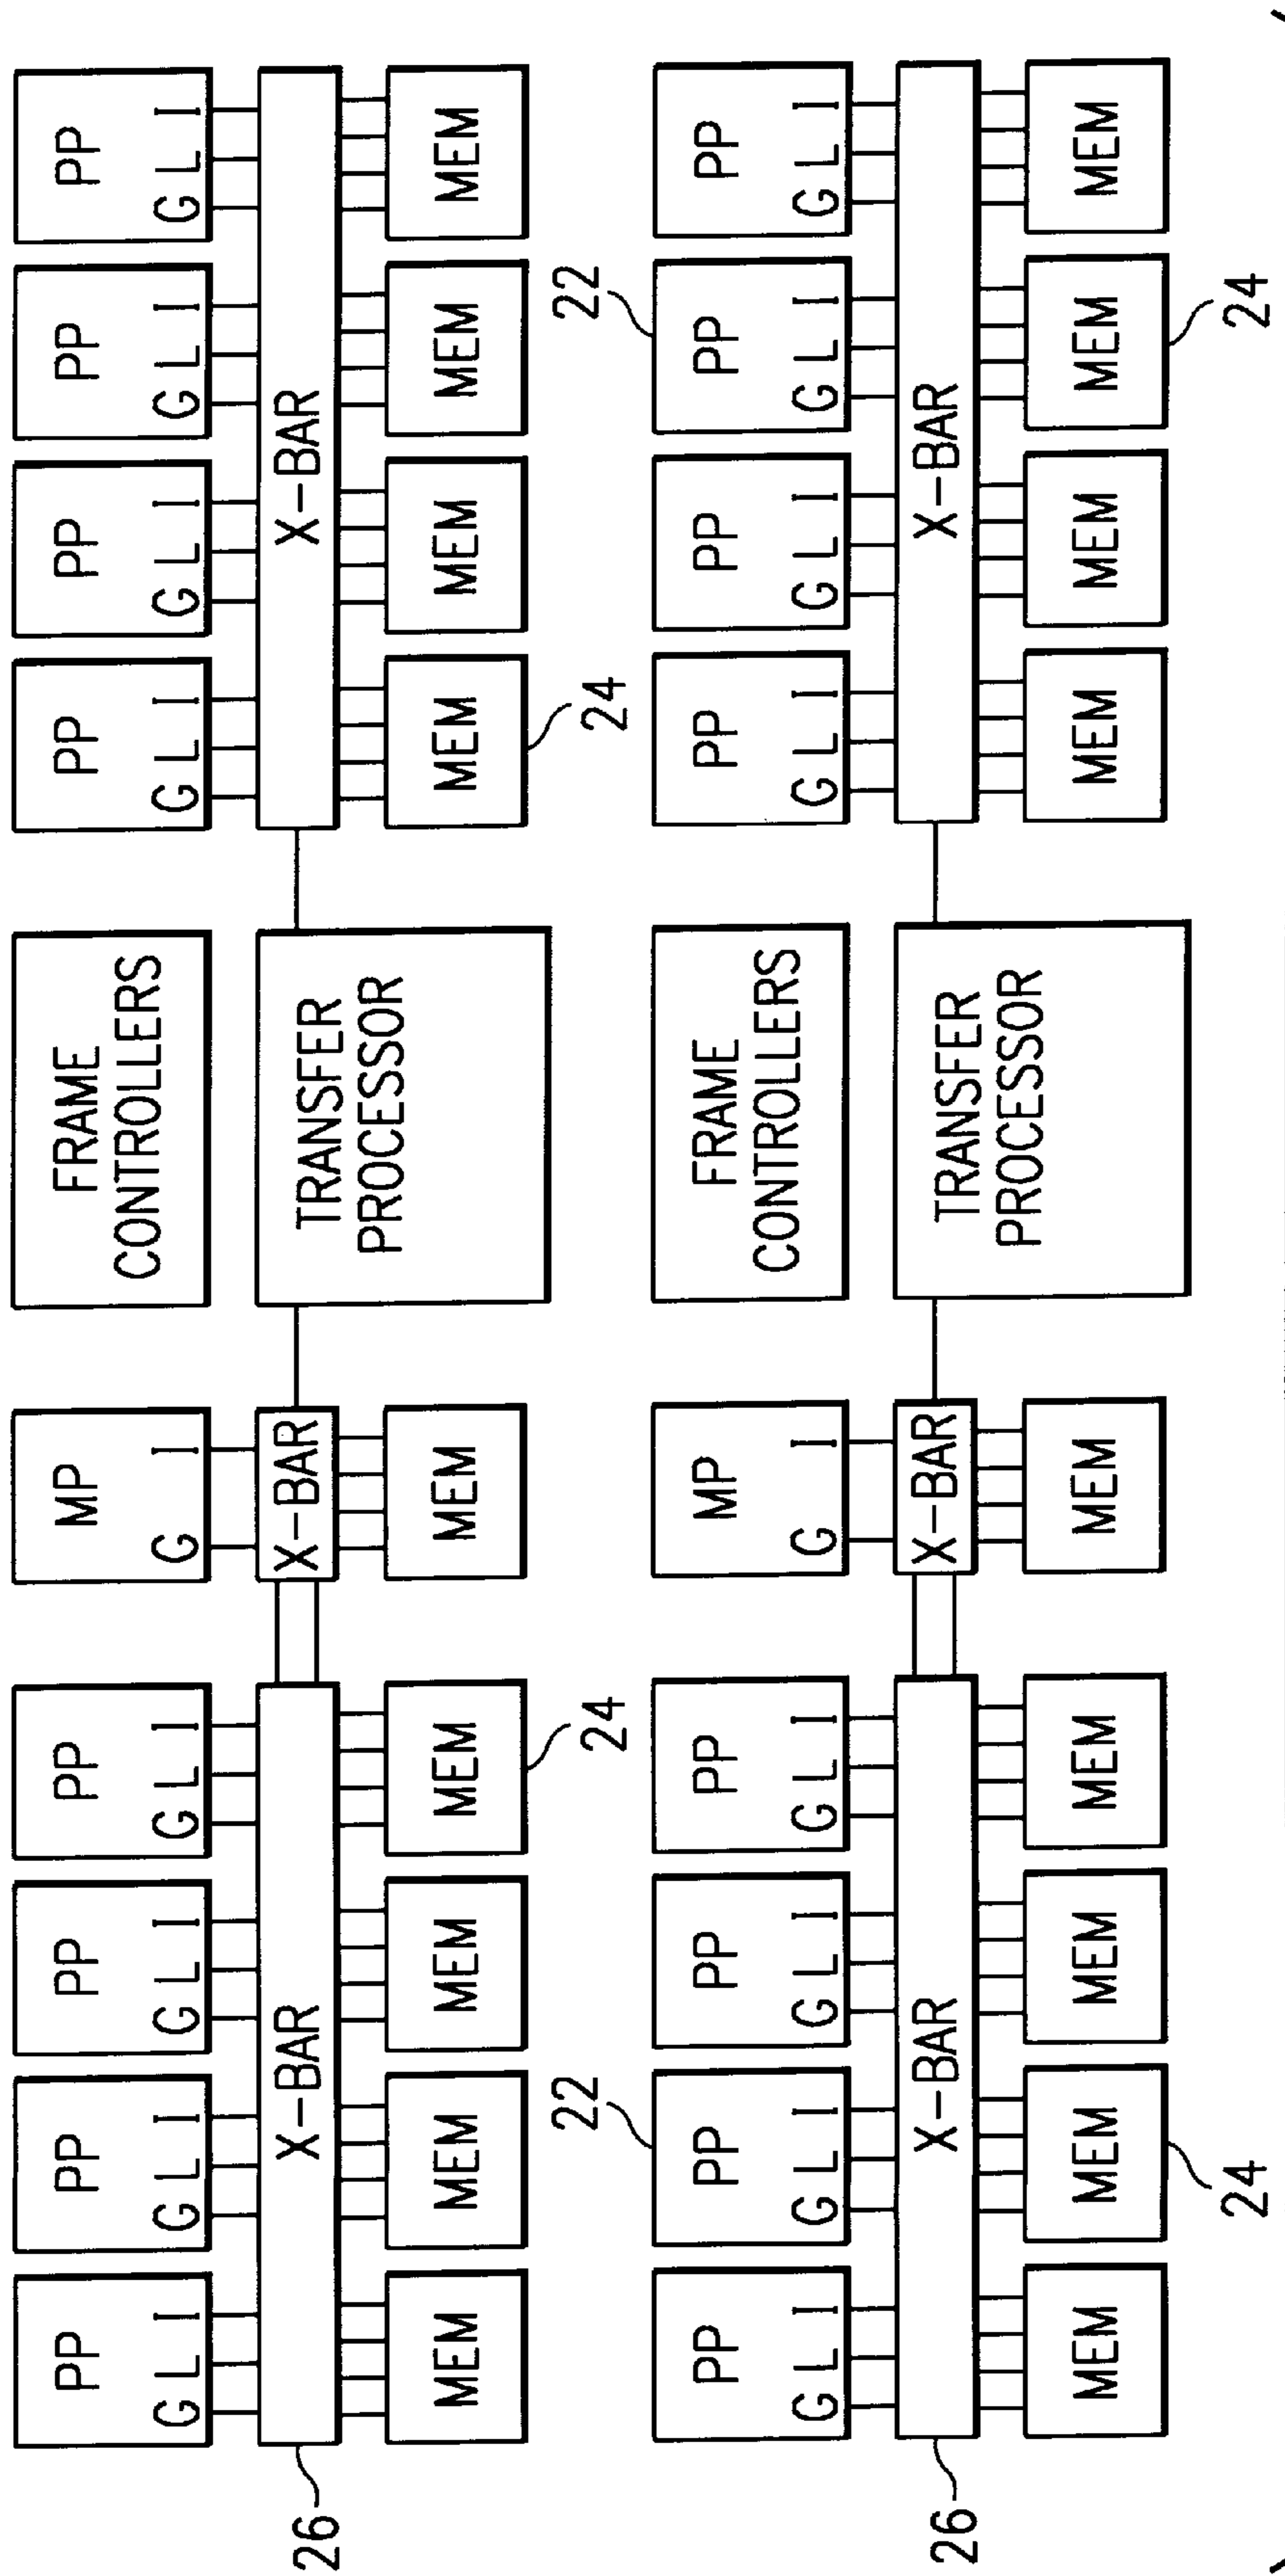 PP PP PP PP MP FRAME PP PP PP PP
G L I G L I G L I G L I G I CONTROLLERS G L I G L I G L I G L I
26 X-BAR X-BAR TRANSFER X-BAR
PROCESSOR
MEM MEM MEM MEM MEM MEM MEM MEM MEM
22 24 22 24
PP PP PP PP MP FRAME PP PP PP PP
G L I G L I G L I G L I G I CONTROLLERS G L I G L I G L I G L I
26 X-BAR X-BAR TRANSFER X-BAR
PROCESSOR
MEM MEM MEM MEM MEM MEM MEM MEM MEM
24 24